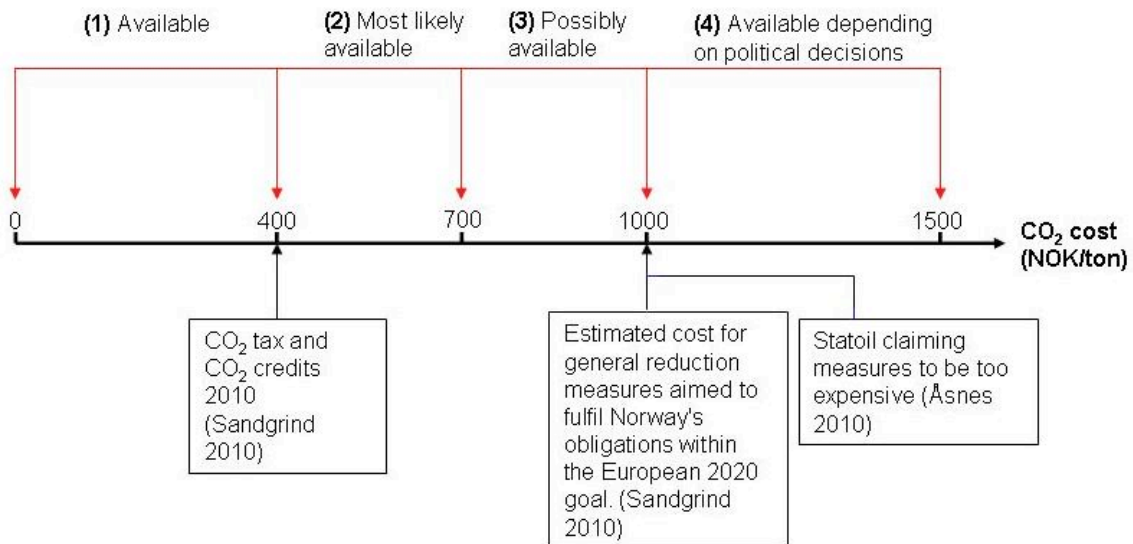 (1) Available
(2) Most likely
available
(3) Possibly
available
(4) Available depending
on political decisions
0
400
700
1000
1500
CO₂ cost
(NOK/ton)
CO₂ tax and
CO₂ credits
2010
(Sandgrind
2010)
Estimated cost for
general reduction
measures aimed to
fulfil Norway's
obligations within
the European 2020
goal. (Sandgrind
2010)
Statoil claiming
measures to be too
expensive (Åsnes
2010)